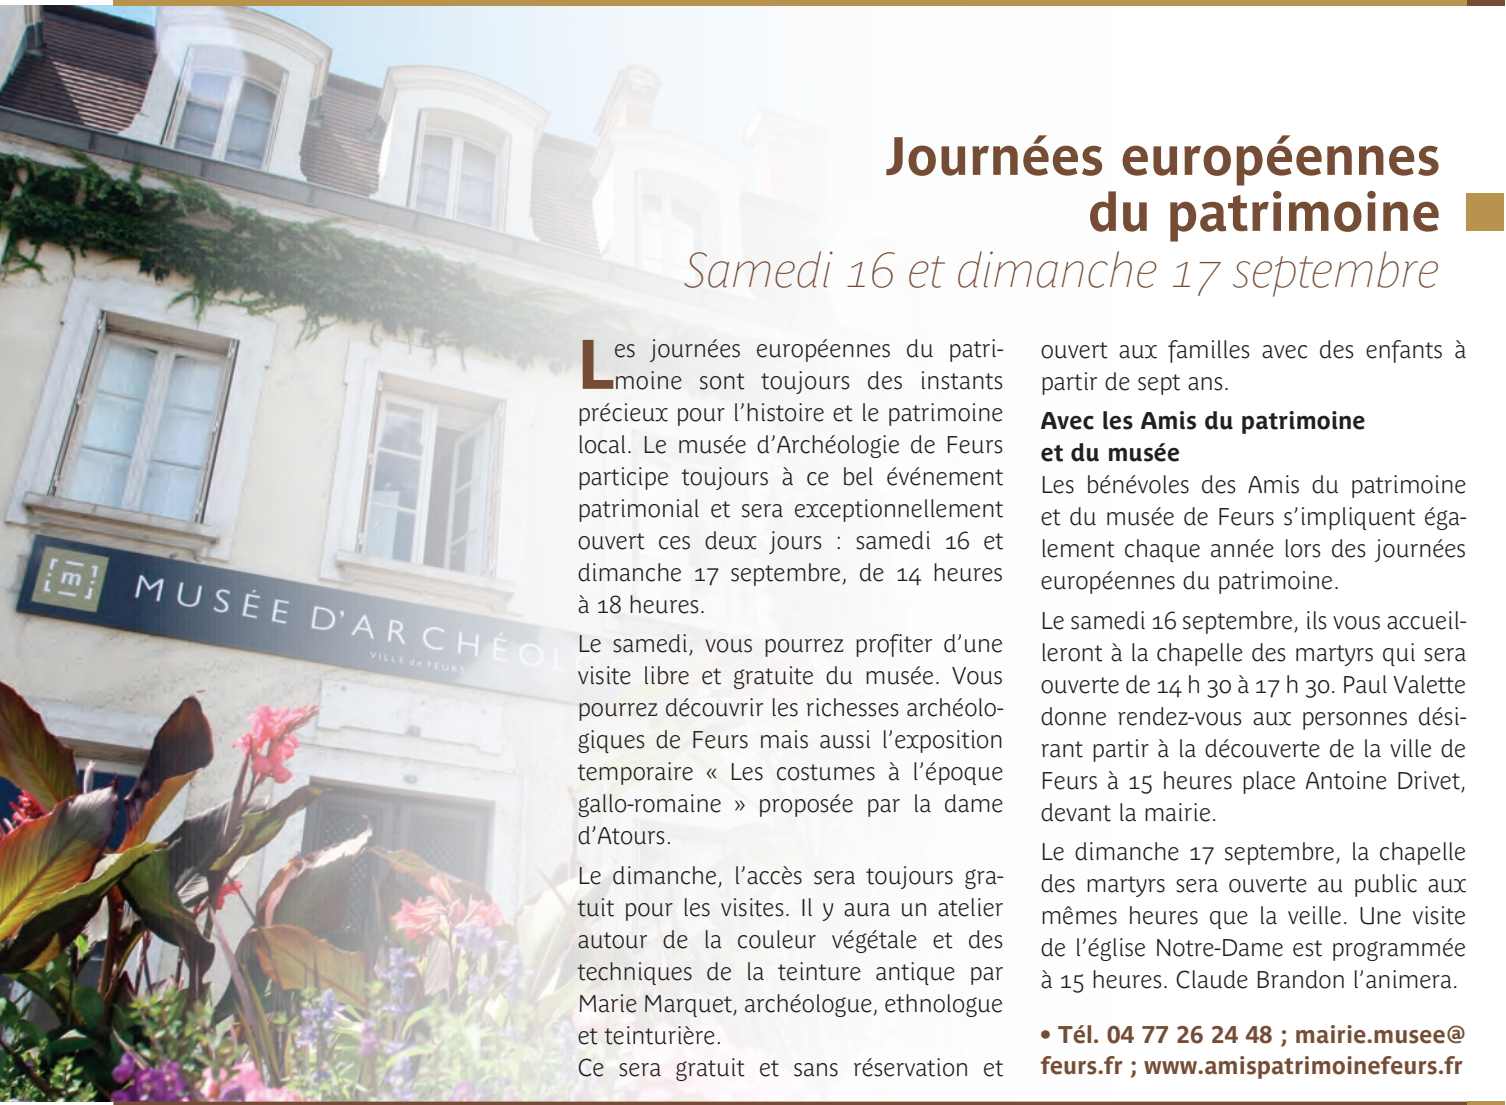 Journées européennes
du patrimoine
Samedi 16 et dimanche 17 septembre
Les journées européennes du patri-
moine sont toujours des instants
précieux pour l’histoire et le patrimoine
local. Le musée d’Archéologie de Feurs
participe toujours à ce bel événement
patrimonial et sera exceptionnellement
ouvert ces deux jours : samedi 16 et
dimanche 17 septembre, de 14 heures
à 18 heures.
Le samedi, vous pourrez profiter d’une
visite libre et gratuite du musée. Vous
pourrez découvrir les richesses archéolo-
giques de Feurs mais aussi l’exposition
temporaire « Les costumes à l’époque
gallo-romaine » proposée par la dame
d’Atours.
Le dimanche, l’accès sera toujours gra-
tuit pour les visites. Il y aura un atelier
autour de la couleur végétale et des
techniques de la teinture antique par
Marie Marquet, archéologue, ethnologue
et teinturière.
Ce sera gratuit et sans réservation et
ouvert aux familles avec des enfants à
partir de sept ans.
Avec les Amis du patrimoine
et du musée
Les bénévoles des Amis du patrimoine
et du musée de Feurs s’impliquent éga-
lement chaque année lors des journées
européennes du patrimoine.
Le samedi 16 septembre, ils vous accueil-
leront à la chapelle des martyrs qui sera
ouverte de 14 h 30 à 17 h 30. Paul Valette
donne rendez-vous aux personnes dési-
rant partir à la découverte de la ville de
Feurs à 15 heures place Antoine Drivet,
devant la mairie.
Le dimanche 17 septembre, la chapelle
des martyrs sera ouverte au public aux
mêmes heures que la veille. Une visite
de l’église Notre-Dame est programmée
à 15 heures. Claude Brandon l’animera.
• Tél. 04 77 26 24 48 ; mairie.musee@
feurs.fr ; www.amispatrimoinefeurs.fr
[m]
MUSÉE D’ARCHÉOLO
VILLE de FEURS